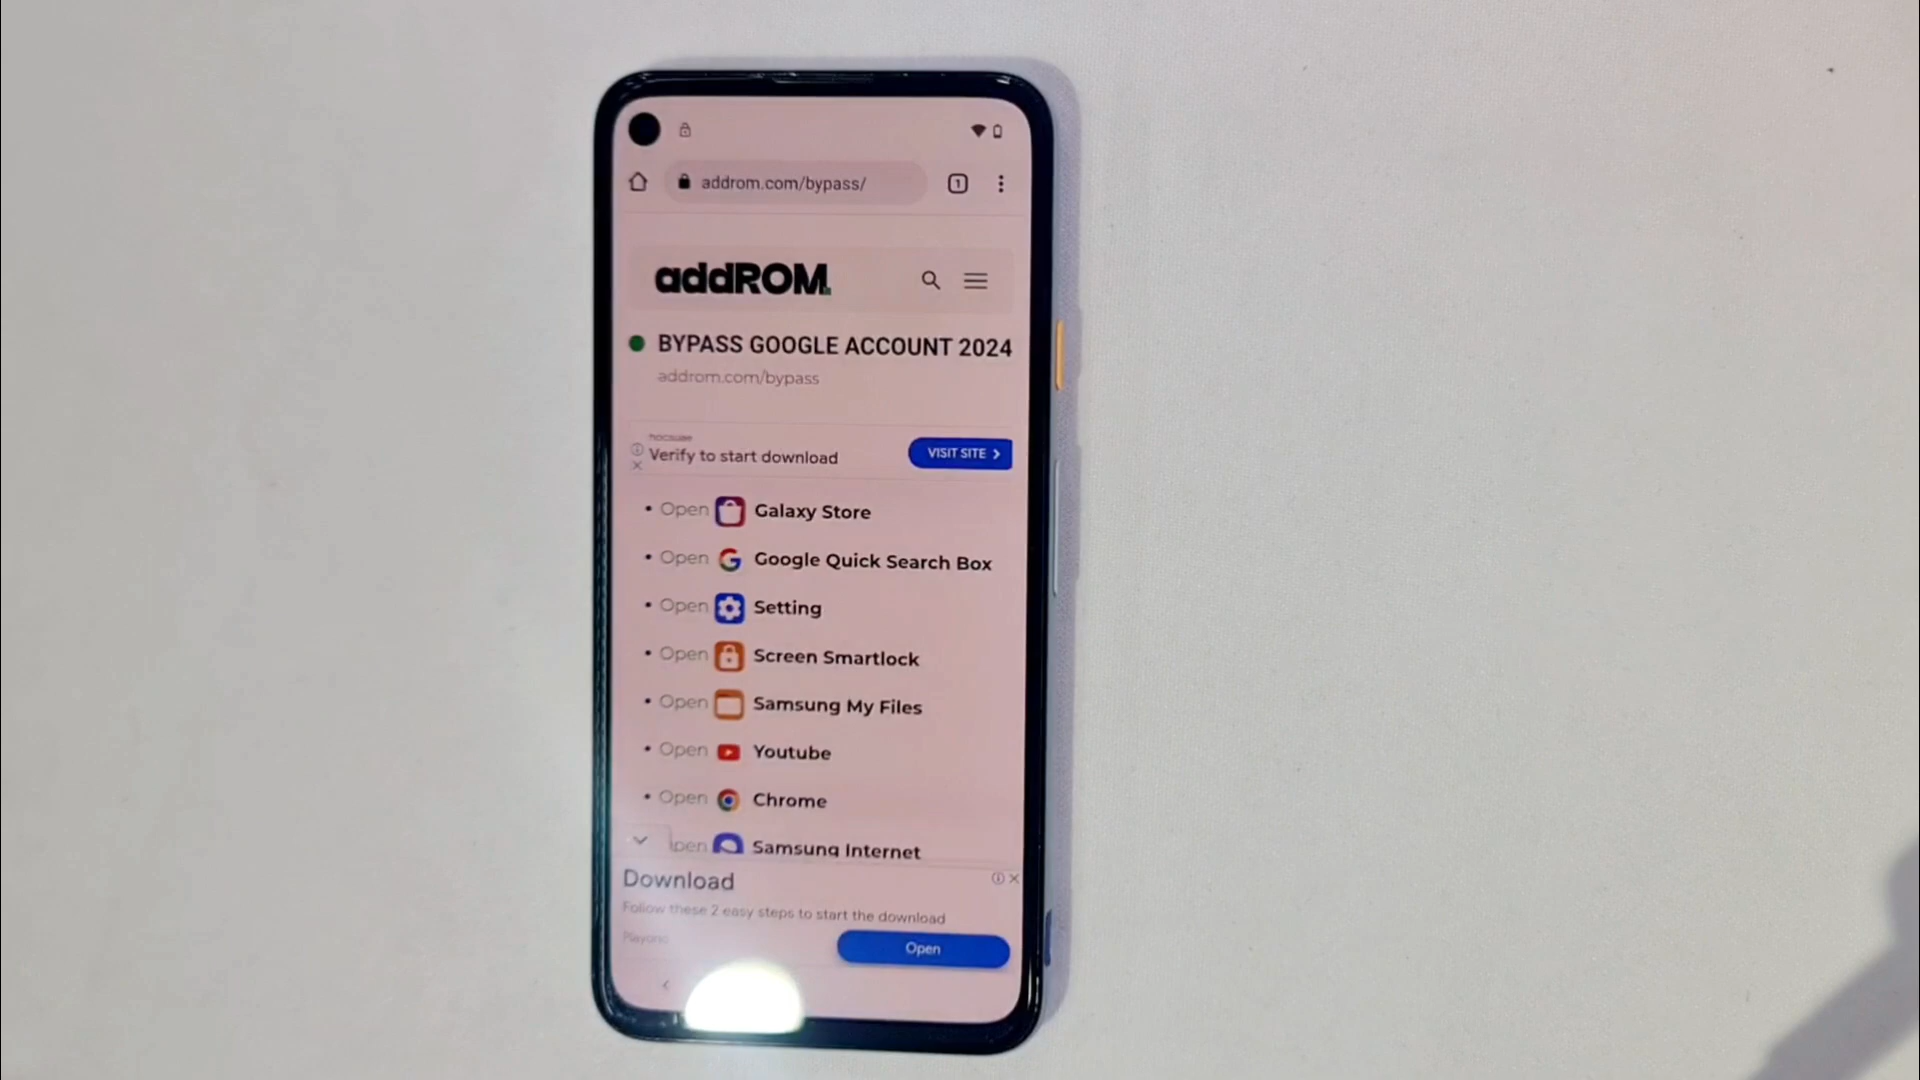 addrom.com/bypass/
1
addROM.
BYPASS GOOGLE ACCOUNT 2024
addrom.com/bypass
Verify to start download
VISIT SITE
• Open Galaxy Store
• Open Google Quick Search Box
• Open Setting
• Open Screen Smartlock
• Open Samsung My Files
• Open Youtube
• Open Chrome
pen Samsung Internet
Download
Follow these 2 easy steps to start the download
Open